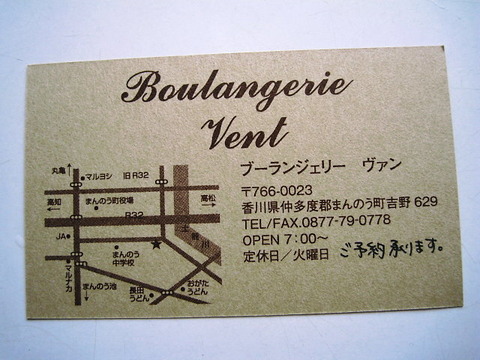 Boulangerie
Vent
ブーランジェリー ヴァン
〒766-0023
香川県仲多度郡まんのう町吉野 629
TEL/FAX.0877-79-0778
OPEN 7:00～
定休日／火曜日 ご予約承ります。
丸亀
マルヨシ
旧R32
高知
まんのう町役場
高松
R32
JA
土器川
まんのう
中学校
マルナカ
まんのう池
長田
うどん
おがた
うどん